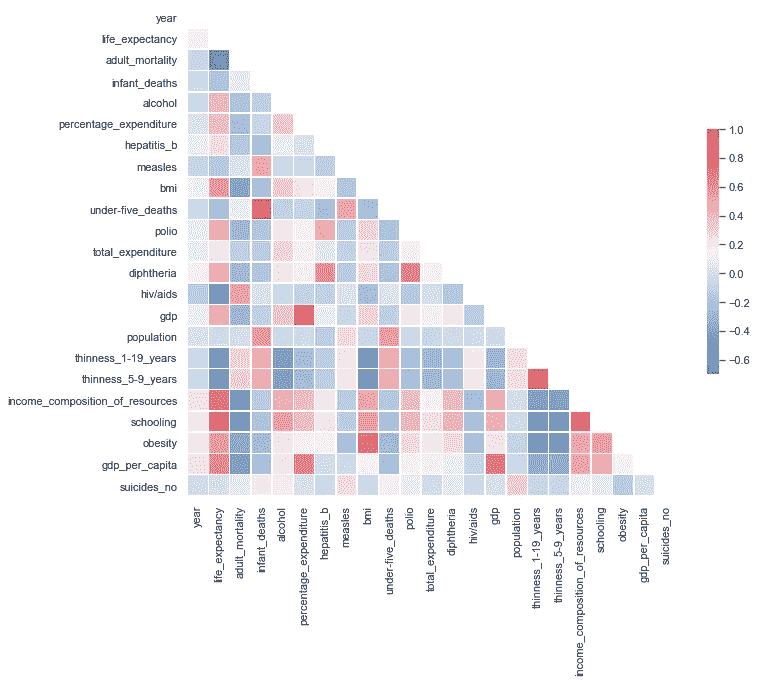 year
life_expectancy
adult_mortality
infant_deaths
alcohol
percentage_expenditure
hepatitis_b
measles
bmi
under-five_deaths
polio
total_expenditure
diphtheria
hiv/aids
gdp
population
thinness_1-19_years
thinness_5-9_years
income_composition_of_resources
schooling
obesity
gdp_per_capita
suicides_no
1.0
0.8
0.6
0.4
0.2
0.0
−0.2
−0.4
−0.6
year
life_expectancy
adult_mortality
infant_deaths
alcohol
percentage_expenditure
hepatitis_b
measles
bmi
under-five_deaths
polio
total_expenditure
diphtheria
hiv/aids
gdp
population
thinness_1-19_years
thinness_5-9_years
income_composition_of_resources
schooling
obesity
gdp_per_capita
suicides_no